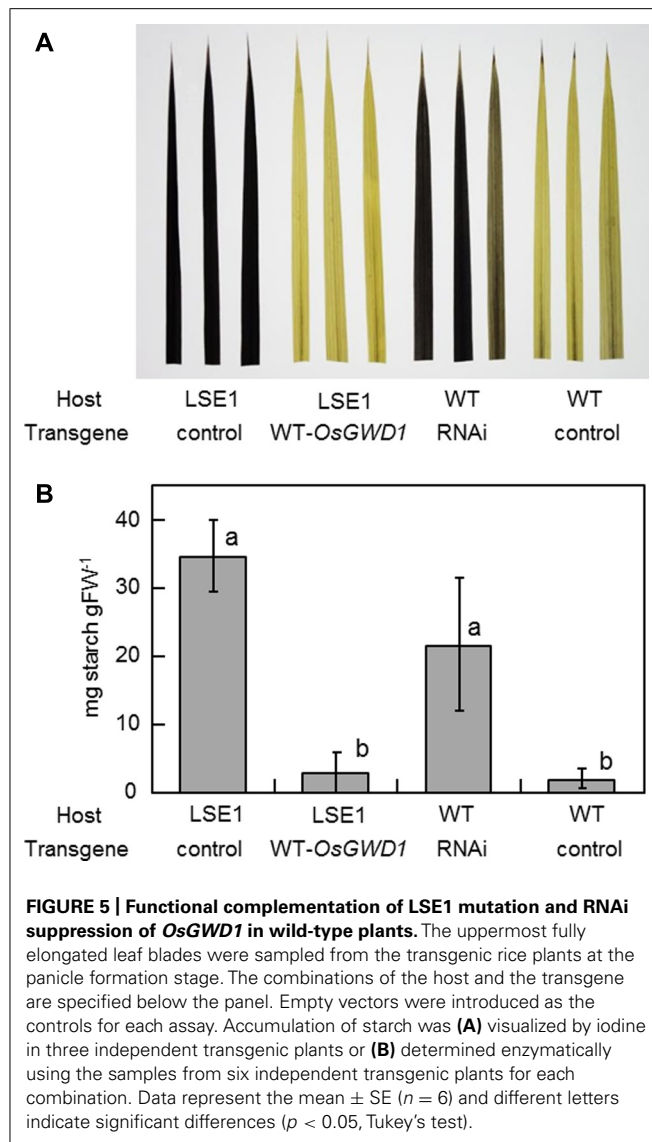 A
Host LSE1 LSE1 WT WT
Transgene control WT-OsGWD1 RNAi control
B
mg starch gFW-1
40
30
20
10
0
a
b
a
b
Host LSE1 LSE1 WT WT
Transgene control WT-OsGWD1 RNAi control
FIGURE 5 | Functional complementation of LSE1 mutation and RNAi
suppression of OsGWD1 in wild-type plants. The uppermost fully
elongated leaf blades were sampled from the transgenic rice plants at the
panicle formation stage. The combinations of the host and the transgene
are specified below the panel. Empty vectors were introduced as the
controls for each assay. Accumulation of starch was (A) visualized by iodine
in three independent transgenic plants or (B) determined enzymatically
using the samples from six independent transgenic plants for each
combination. Data represent the mean ± SE (n = 6) and different letters
indicate significant differences (p < 0.05, Tukey's test).